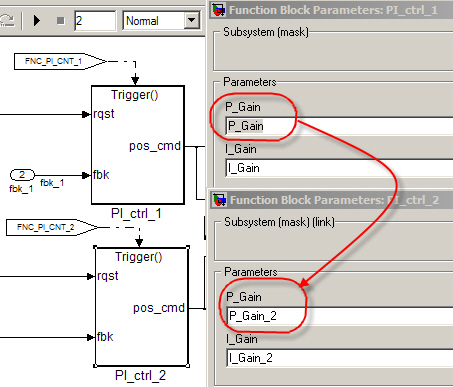 2
Normal
FNC_PI_CNT_1
Trigger()
rqst
pos_cmd
2
fbk_1
fbk_1
fbk
PI_ctrl_1
FNC_PI_CNT_2
Trigger()
rqst
pos_cmd
fbk
PI_ctrl_2
Function Block Parameters: PI_ctrl_1
Subsystem (mask)
Parameters
P_Gain
P_Gain
I_Gain
I_Gain
Function Block Parameters: PI_ctrl_2
Subsystem (mask) (link)
Parameters
P_Gain
P_Gain_2
I_Gain
I_Gain_2